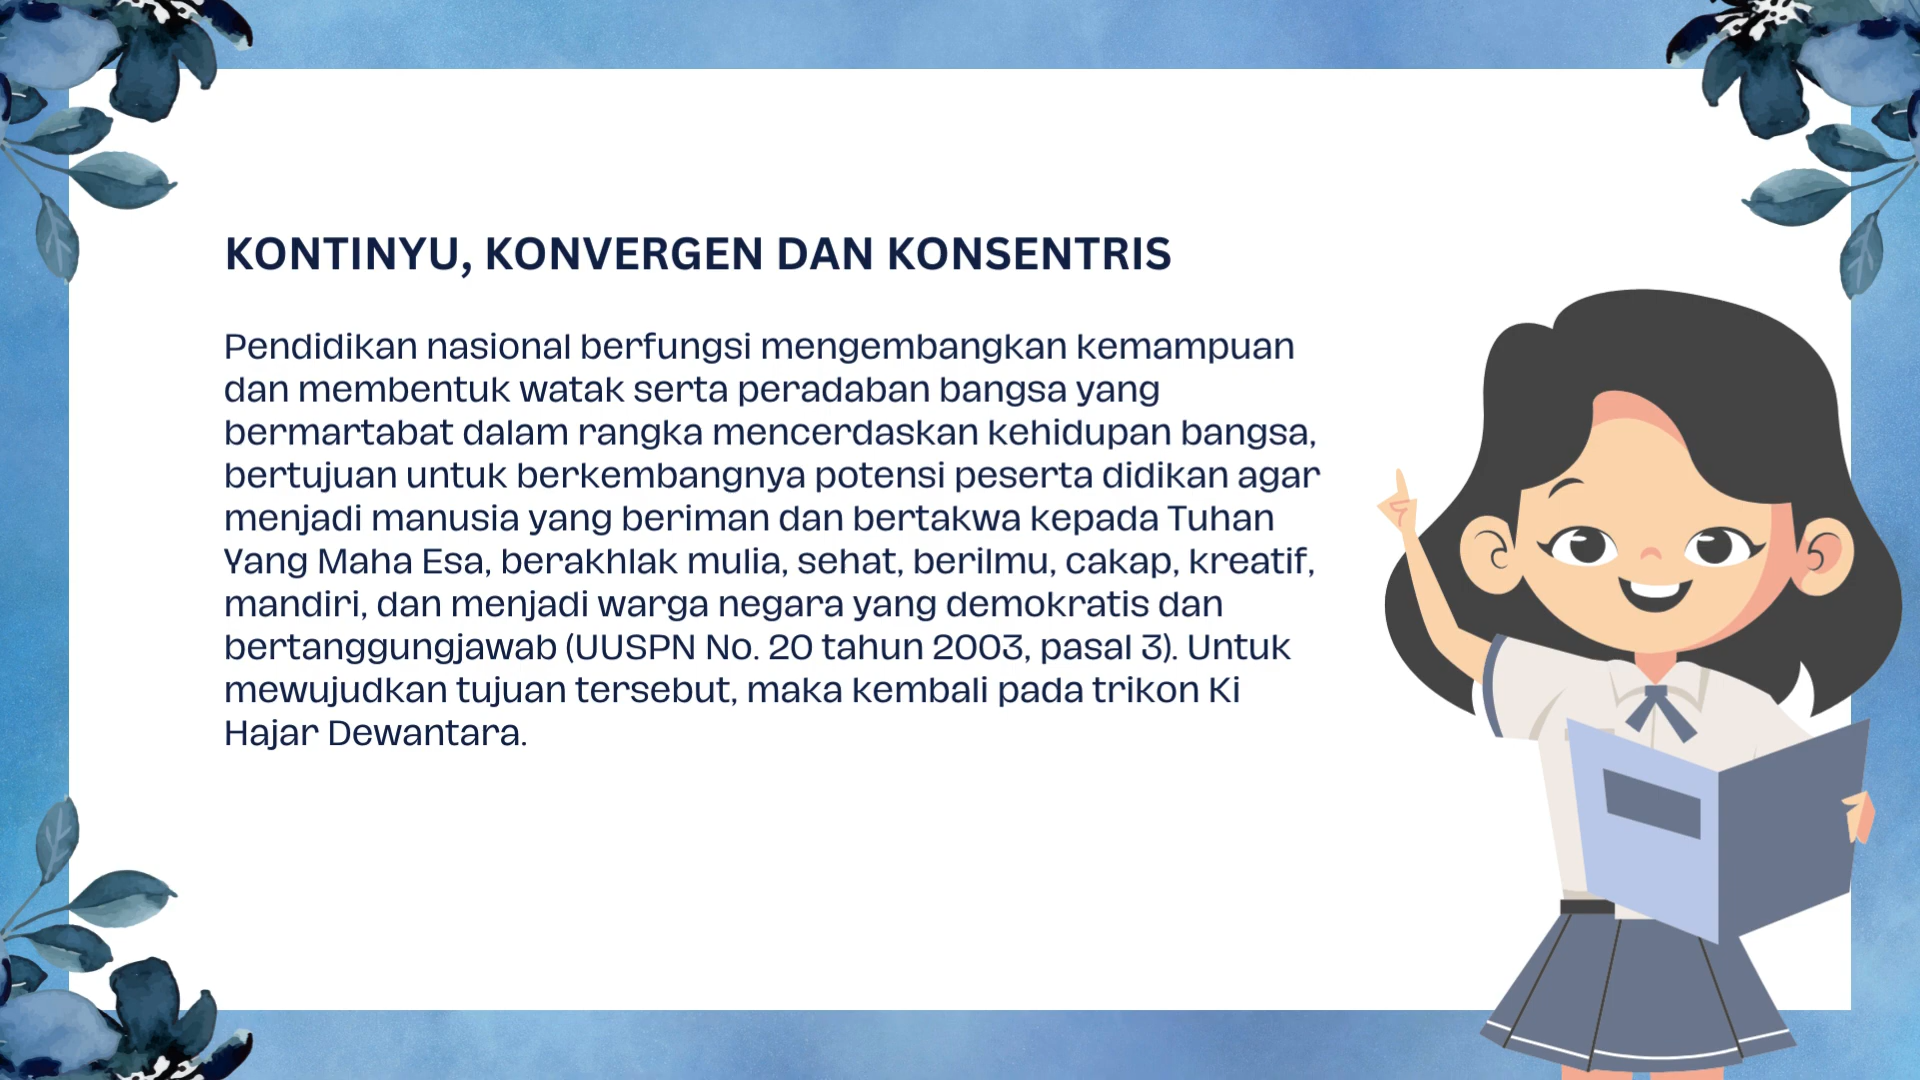 KONTINYU, KONVERGEN DAN KONSENTRIS
Pendidikan nasional berfungsi mengembangkan kemampuan
dan membentuk watak serta peradaban bangsa yang
bermartabat dalam rangka mencerdaskan kehidupan bangsa,
bertujuan untuk berkembangnya potensi peserta didikan agar
menjadi manusia yang beriman dan bertakwa kepada Tuhan
Yang Maha Esa, berakhlak mulia, sehat, berilmu, cakap, kreatif,
mandiri, dan menjadi warga negara yang demokratis dan
bertanggungjawab (UUSPN No. 20 tahun 2003, pasal 3). Untuk
mewujudkan tujuan tersebut, maka kembali pada trikon Ki
Hajar Dewantara.